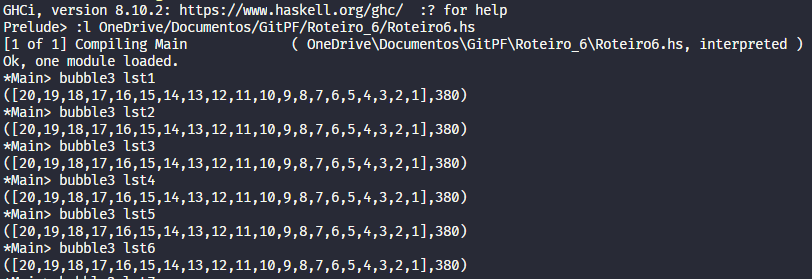 GHCi, version 8.10.2: https://www.haskell.org/ghc/  :? for help
Prelude> :l OneDrive/Documentos/GitPF/Roteiro_6/Roteiro6.hs
[1 of 1] Compiling Main             ( OneDrive\Documentos\GitPF\Roteiro_6\Roteiro6.hs, interpreted )
Ok, one module loaded.
*Main> bubble3 lst1
([20,19,18,17,16,15,14,13,12,11,10,9,8,7,6,5,4,3,2,1],380)
*Main> bubble3 lst2
([20,19,18,17,16,15,14,13,12,11,10,9,8,7,6,5,4,3,2,1],380)
*Main> bubble3 lst3
([20,19,18,17,16,15,14,13,12,11,10,9,8,7,6,5,4,3,2,1],380)
*Main> bubble3 lst4
([20,19,18,17,16,15,14,13,12,11,10,9,8,7,6,5,4,3,2,1],380)
*Main> bubble3 lst5
([20,19,18,17,16,15,14,13,12,11,10,9,8,7,6,5,4,3,2,1],380)
*Main> bubble3 lst6
([20,19,18,17,16,15,14,13,12,11,10,9,8,7,6,5,4,3,2,1],380)